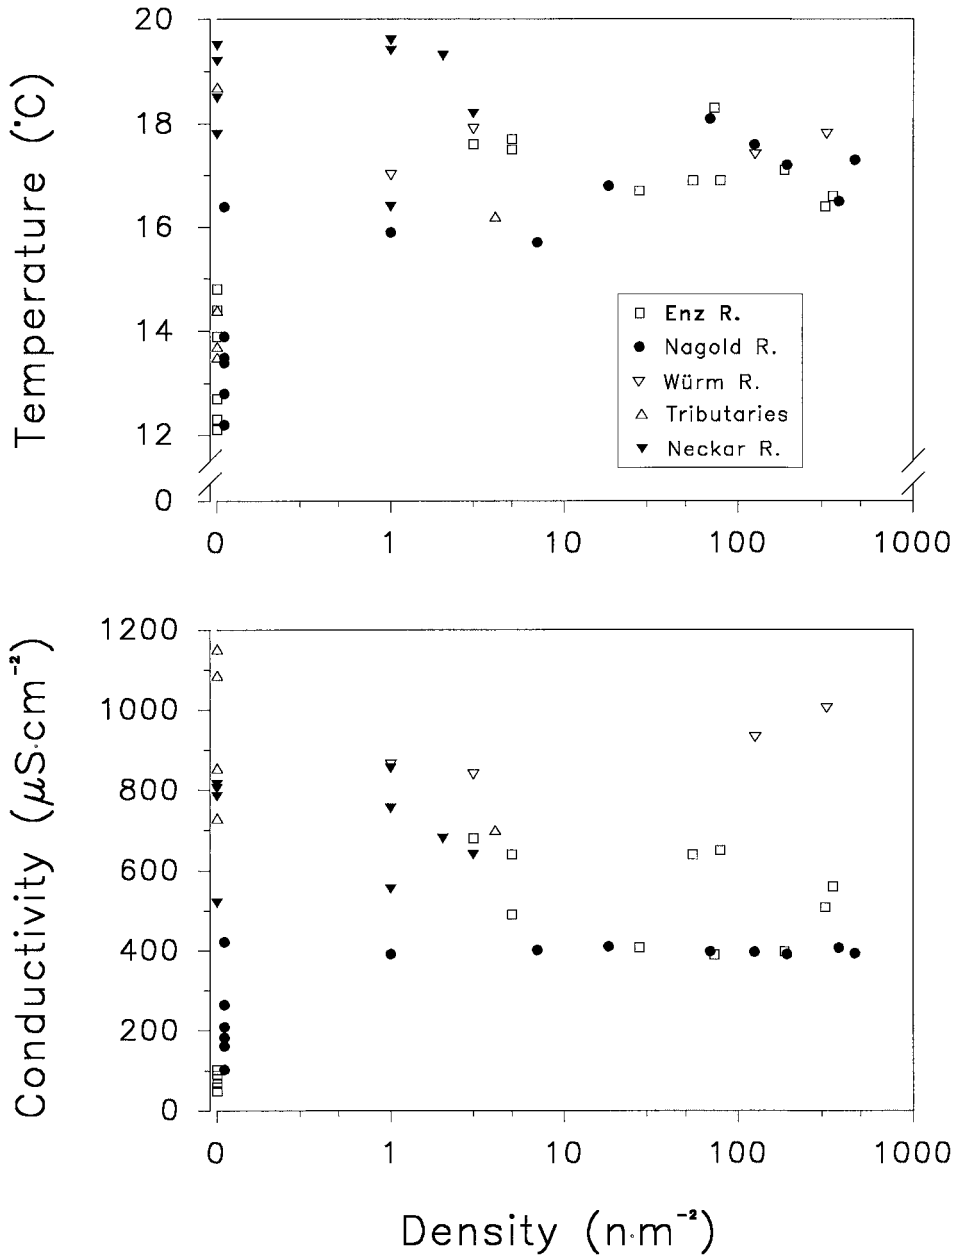 Temperature (°C)
20
18
16
14
12
0
Enz R.
Nagold R.
Würm R.
Tributaries
Neckar R.
0 1 10 100 1000
Conductivity (μS·cm⁻²)
1200
1000
800
600
400
200
0
0 1 10 100 1000
Density (n·m⁻²)